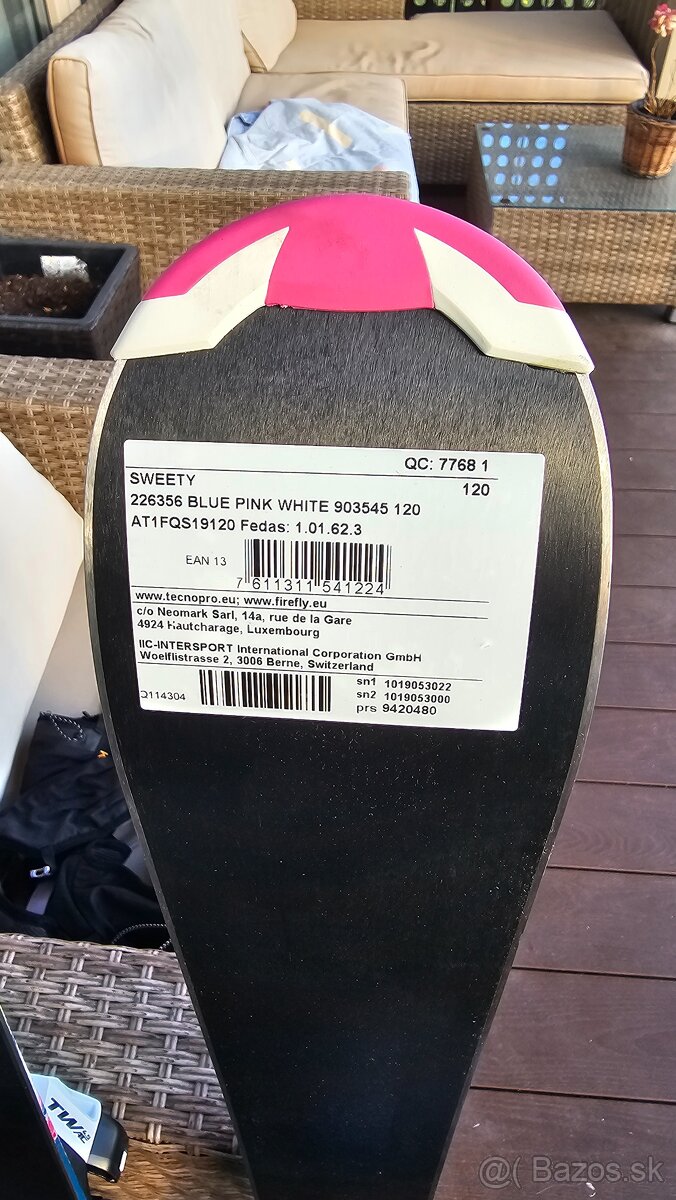 QC: 7768 1
SWEETY
120
226356 BLUE PINK WHITE 903545 120
AT1FQS19120 Fedas: 1.01.62.3
EAN 13
7 611311 541224
www.tecnopro.eu; www.firefly.eu
c/o Neomark Sarl, 14a, rue de la Gare
4924 Hautcharage, Luxembourg
IIC-INTERSPORT International Corporation GmbH
Woelflistrasse 2, 3006 Berne, Switzerland
Q114304
sn1 1019053022
sn2 1019053000
prs 9420480
TW
@( Bazos.sk